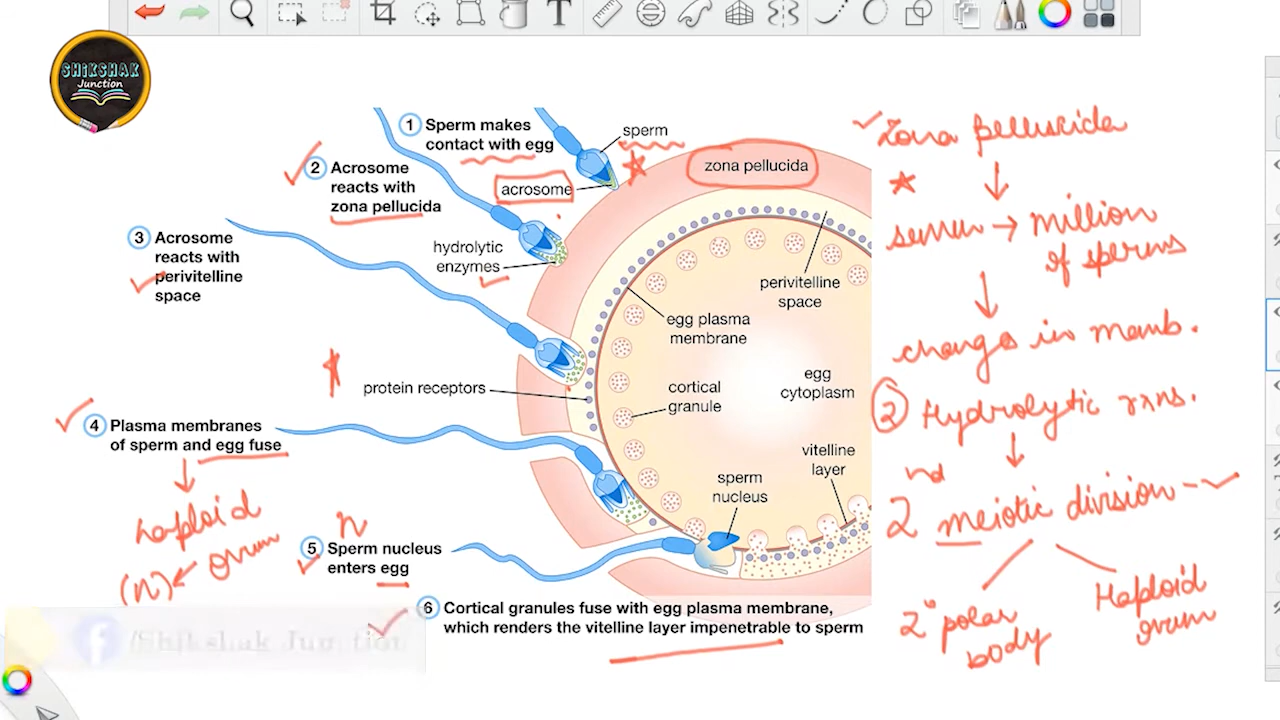 SHIKSHAK
Junction
1 Sperm makes
contact with egg
sperm
2 Acrosome
reacts with
zona pellucida
acrosome
zona pellucida
3 Acrosome
reacts with
perivitelline
space
hydrolytic
enzymes
perivitelline
space
egg plasma
membrane
protein receptors
cortical
granule
egg
cytoplasm
4 Plasma membranes
of sperm and egg fuse
vitelline
layer
sperm
nucleus
haploid
(n) ← ovum
n
5 Sperm nucleus
enters egg
6 Cortical granules fuse with egg plasma membrane,
which renders the vitelline layer impenetrable to sperm
/Shikshak Junction
Zona pellucida
semen → million
of sperms
changes in memb.
2 Hydrolytic
2nd meiotic division
2° polar
body
Haploid
ovum